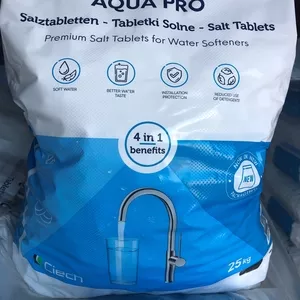 AQUA PRO
Salztabletten - Tabletki Solne - Salt Tablets
Premium Salt Tablets for Water Softeners
SOFT WATER
BETTER WATER TASTE
INSTALLATION PROTECTION
REDUCED USE OF DETERGENTS
4 in 1
benefits
NEW
Ciech
25 KG